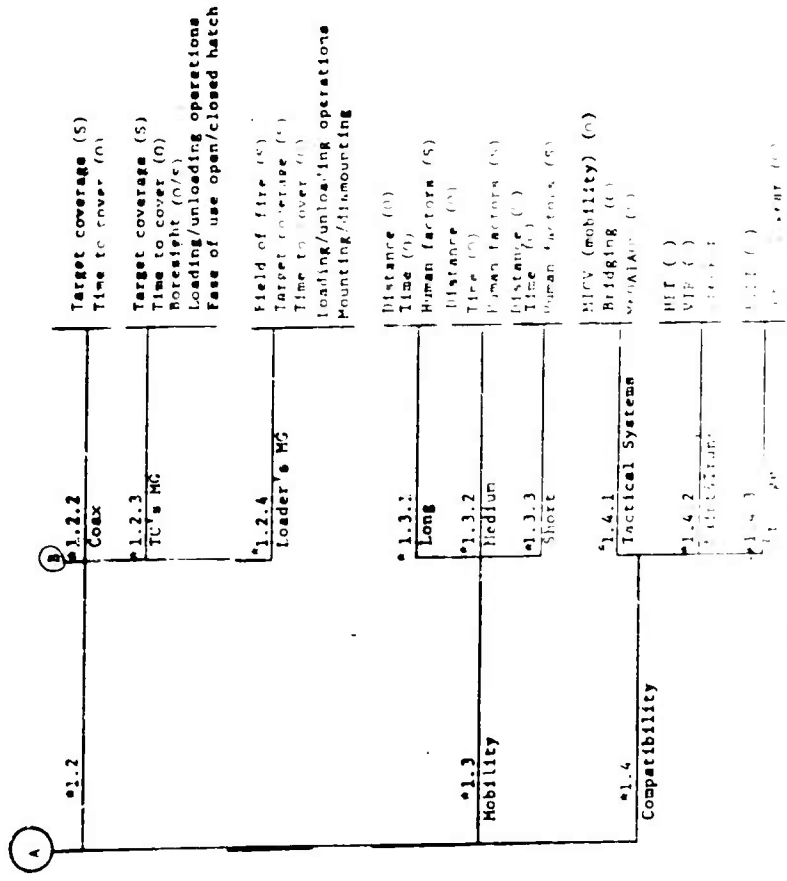 A
*1.2
B
*1.2.2
Coax
Target coverage (S)
Time to cover (O)
*1.2.3
TC's MG
Target coverage (S)
Time to cover (O)
Boresight (O/S)
Loading/unloading operations
Ease of use open/closed hatch
*1.2.4
Loader's MG
Field of fire (S)
Target coverage (S)
Time to cover
Loading/unloading operations
Mounting/dismounting
*1.3
Mobility
*1.3.1
Long
Distance (O)
Time (O)
Human factors (S)
*1.3.2
Medium
Distance
Time (O)
Human factors
*1.3.3
Short
Distance
Time
Human factors (S)
*1.4
Compatibility
*1.4.1
Tactical Systems
MICV (mobility) (O)
Bridging
*1.4.2
*1.4.3